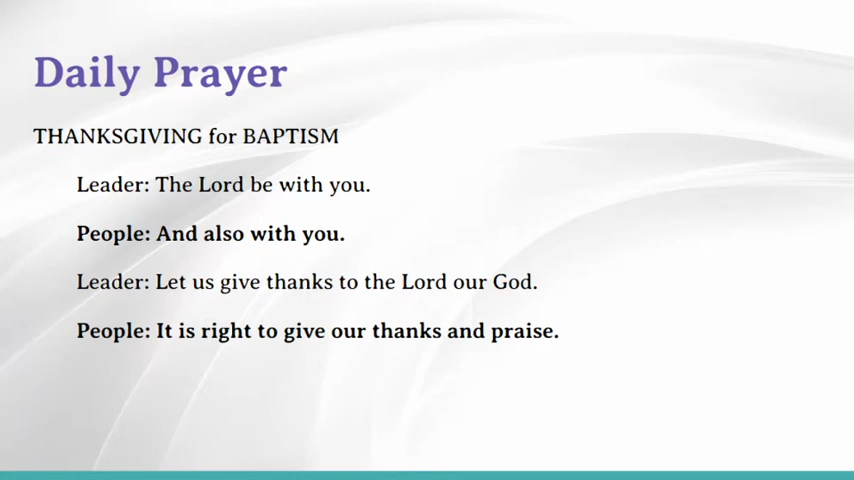 Daily Prayer
THANKSGIVING for BAPTISM
Leader: The Lord be with you.
People: And also with you.
Leader: Let us give thanks to the Lord our God.
People: It is right to give our thanks and praise.